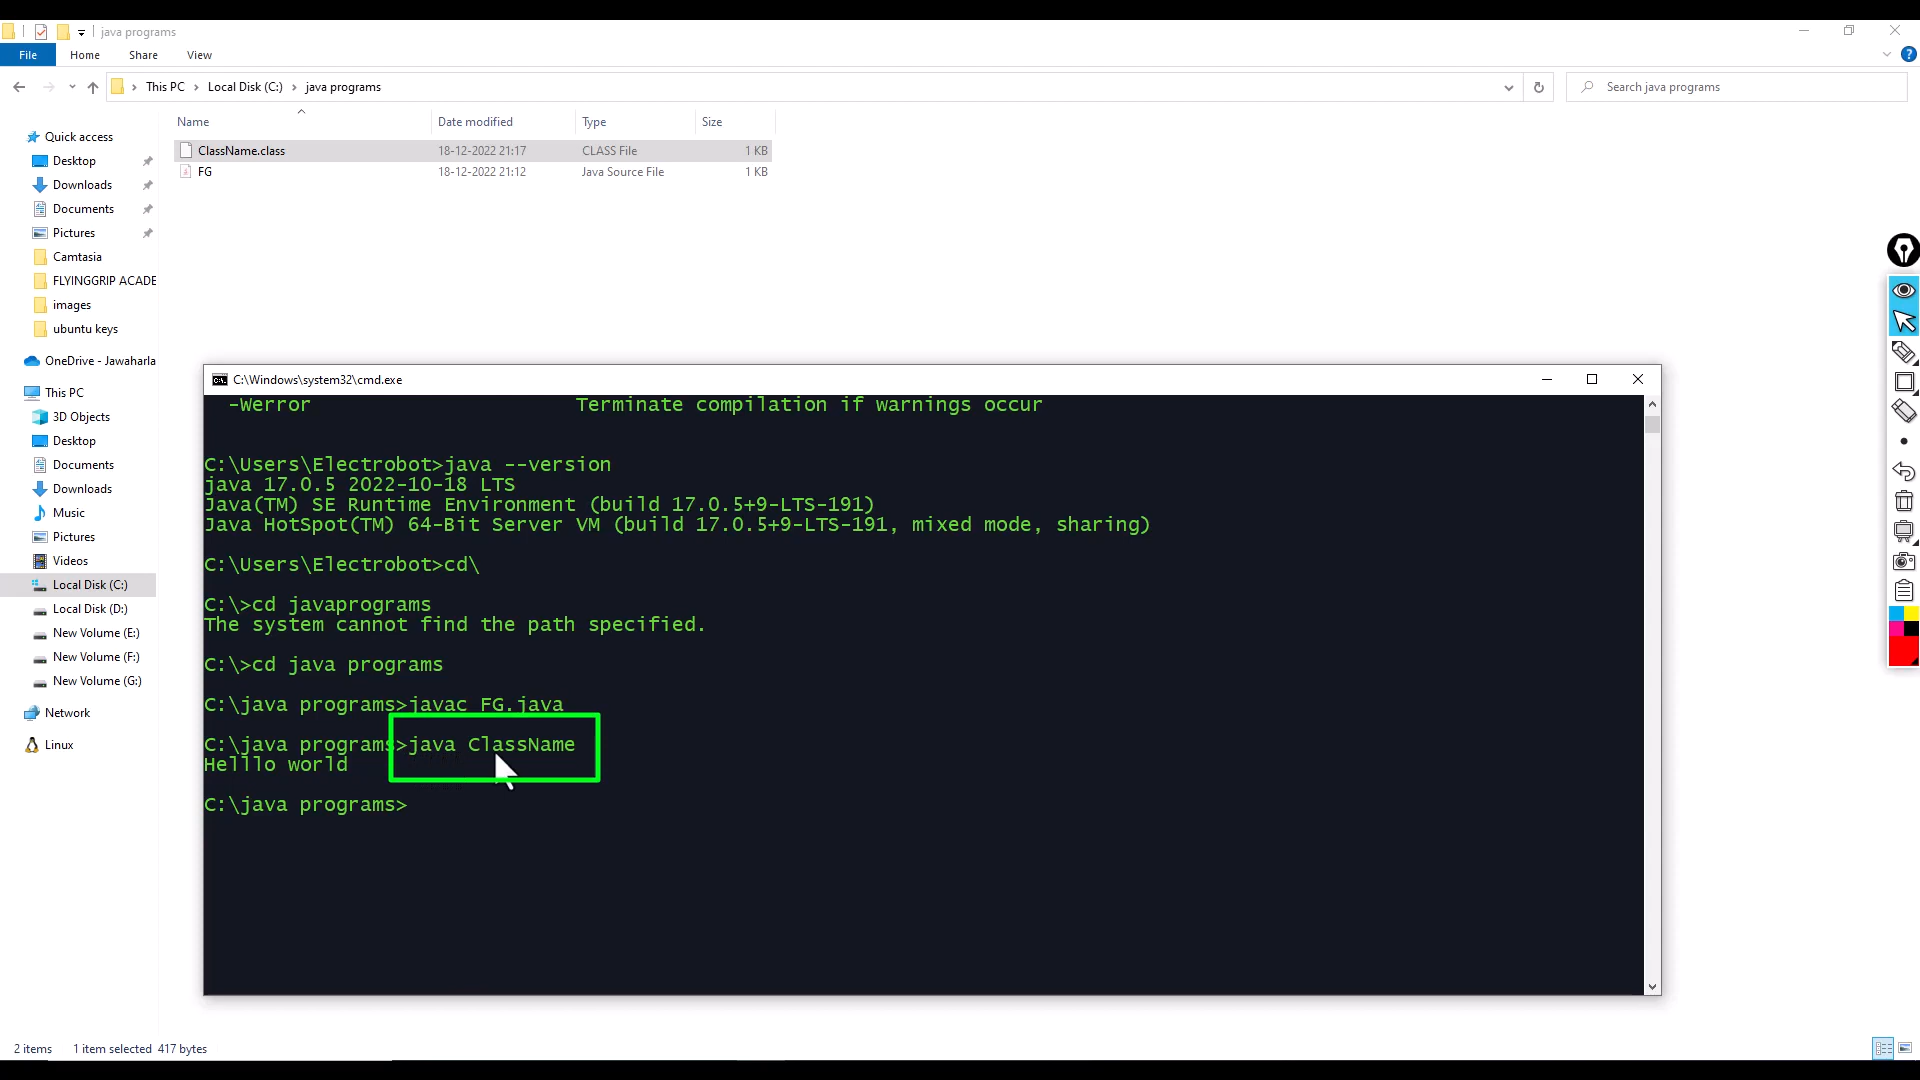 java programs
File Home Share View
This PC Local Disk (C:) java programs
Search java programs
Name Date modified Type Size
ClassName.class 18-12-2022 21:17 CLASS File 1 KB
FG 18-12-2022 21:12 Java Source File 1 KB
Quick access
Desktop
Downloads
Documents
Pictures
Camtasia
FLYINGGRIP ACADE
images
ubuntu keys
OneDrive - Jawaharla
This PC
3D Objects
Desktop
Documents
Downloads
Music
Pictures
Videos
Local Disk (C:)
Local Disk (D:)
New Volume (E:)
New Volume (F:)
New Volume (G:)
Network
Linux
C:\Windows\system32\cmd.exe
-Werror Terminate compilation if warnings occur
C:\Users\Electrobot>java --version
java 17.0.5 2022-10-18 LTS
Java(TM) SE Runtime Environment (build 17.0.5+9-LTS-191)
Java HotSpot(TM) 64-Bit Server VM (build 17.0.5+9-LTS-191, mixed mode, sharing)
C:\Users\Electrobot>cd\
C:\>cd javaprograms
The system cannot find the path specified.
C:\>cd java programs
C:\java programs>javac FG.java
C:\java programs>java ClassName
Helllo world
C:\java programs>
2 items 1 item selected 417 bytes